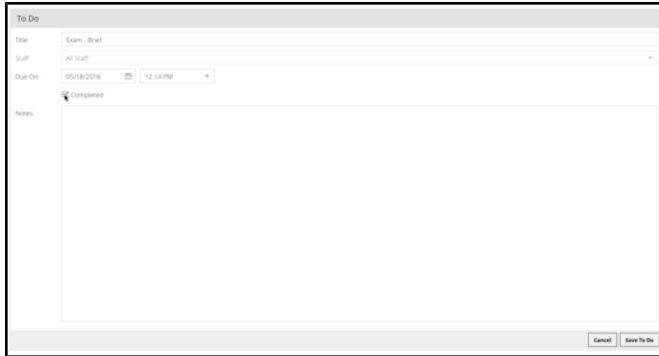 To Do
Title: Exam - Brief
Staff: All Staff
Due On: 05/18/2016 12:14 PM
Completed
Notes:
Cancel Save To Do